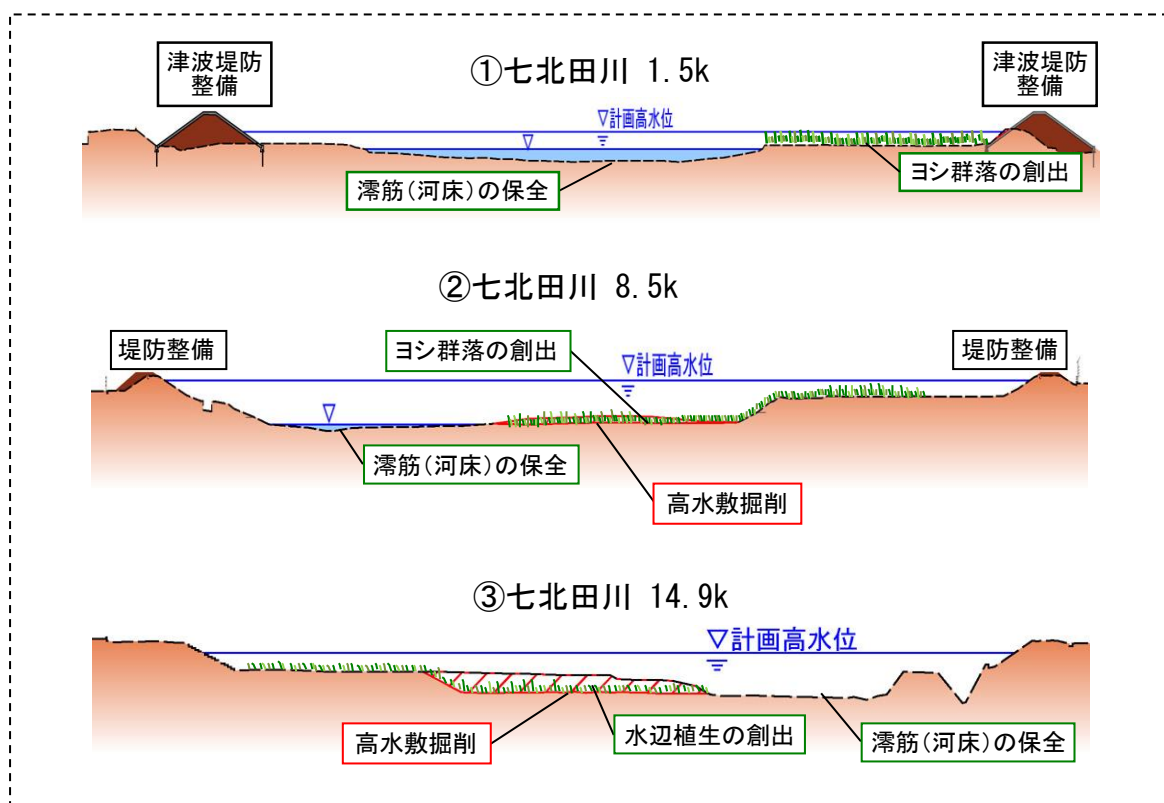 ①七北田川 1.5k
津波堤防
整備
津波堤防
整備
▽計画高水位
▽
ヨシ群落の創出
澪筋(河床)の保全
②七北田川 8.5k
堤防整備
ヨシ群落の創出
▽計画高水位
堤防整備
▽
澪筋(河床)の保全
高水敷掘削
③七北田川 14.9k
▽計画高水位
高水敷掘削
水辺植生の創出
澪筋(河床)の保全